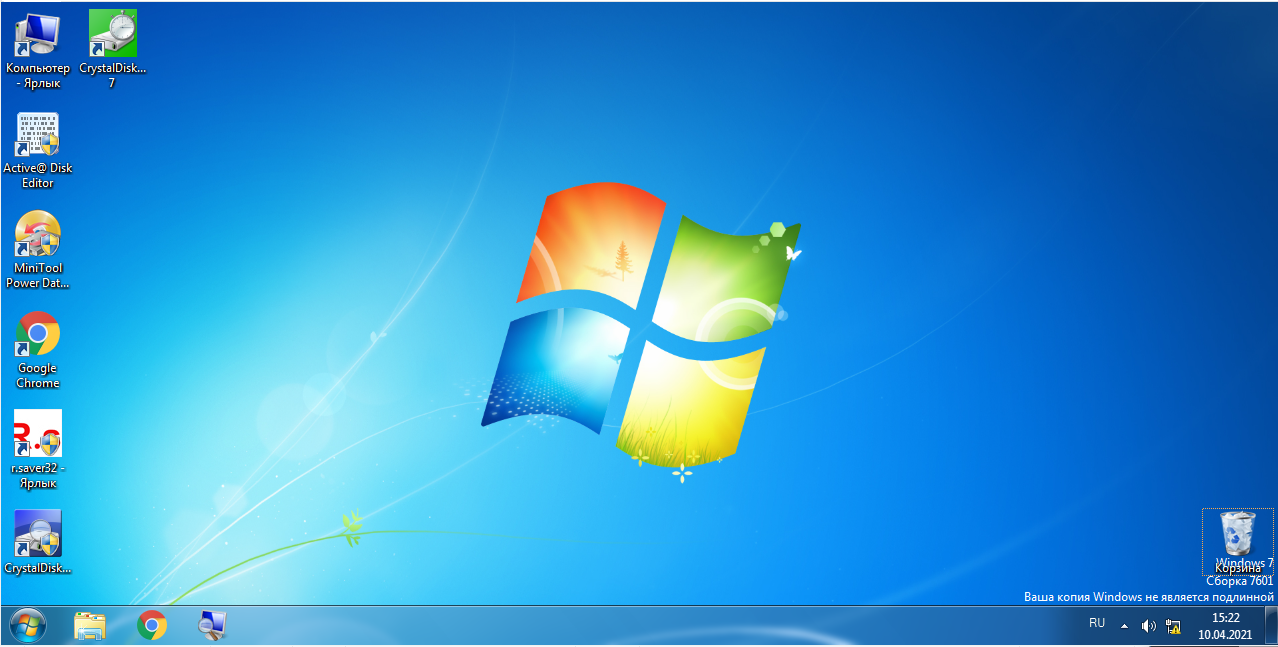 Компьютер
- Ярлык
CrystalDisk...
7
Active@ Disk
Editor
MiniTool
Power Dat...
Google
Chrome
R.s
r.saver32 -
Ярлык
CrystalDisk...
Корзина
Windows 7
Сборка 7601
Ваша копия Windows не является подлинной
RU
15:22
10.04.2021